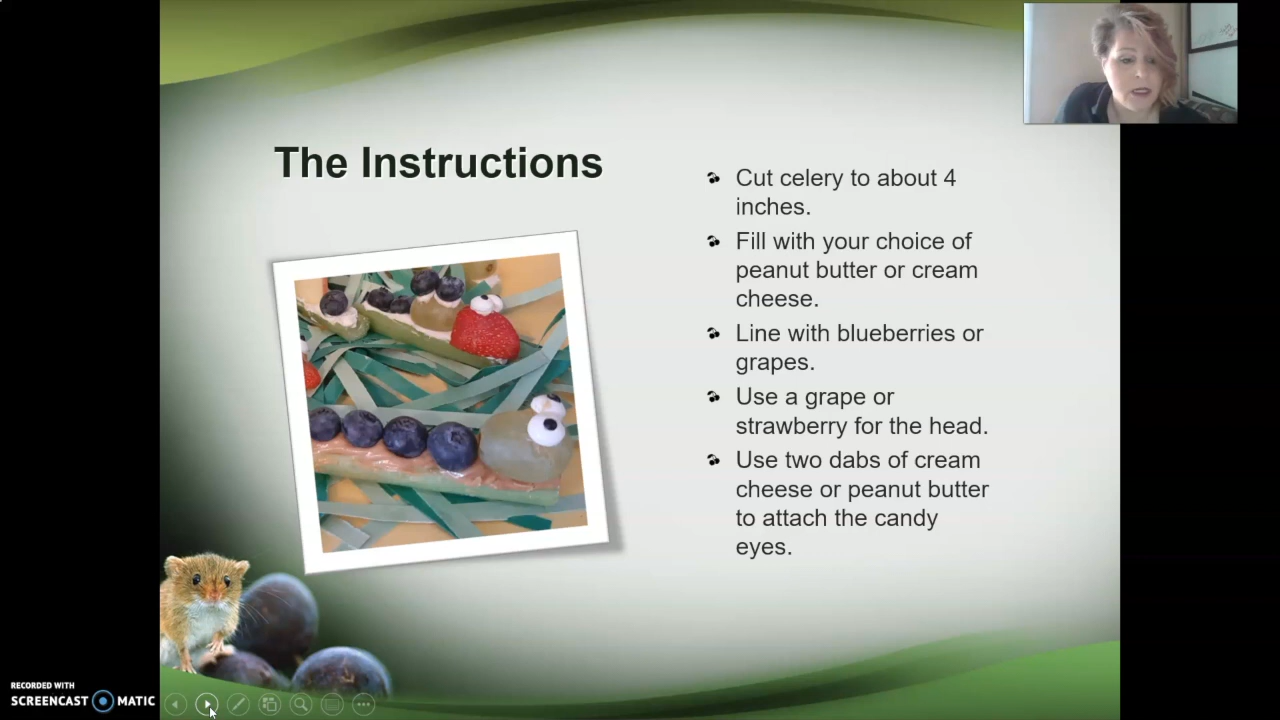 The Instructions
Cut celery to about 4
inches.
Fill with your choice of
peanut butter or cream
cheese.
Line with blueberries or
grapes.
Use a grape or
strawberry for the head.
Use two dabs of cream
cheese or peanut butter
to attach the candy
eyes.
RECORDED WITH
SCREENCAST MATIC